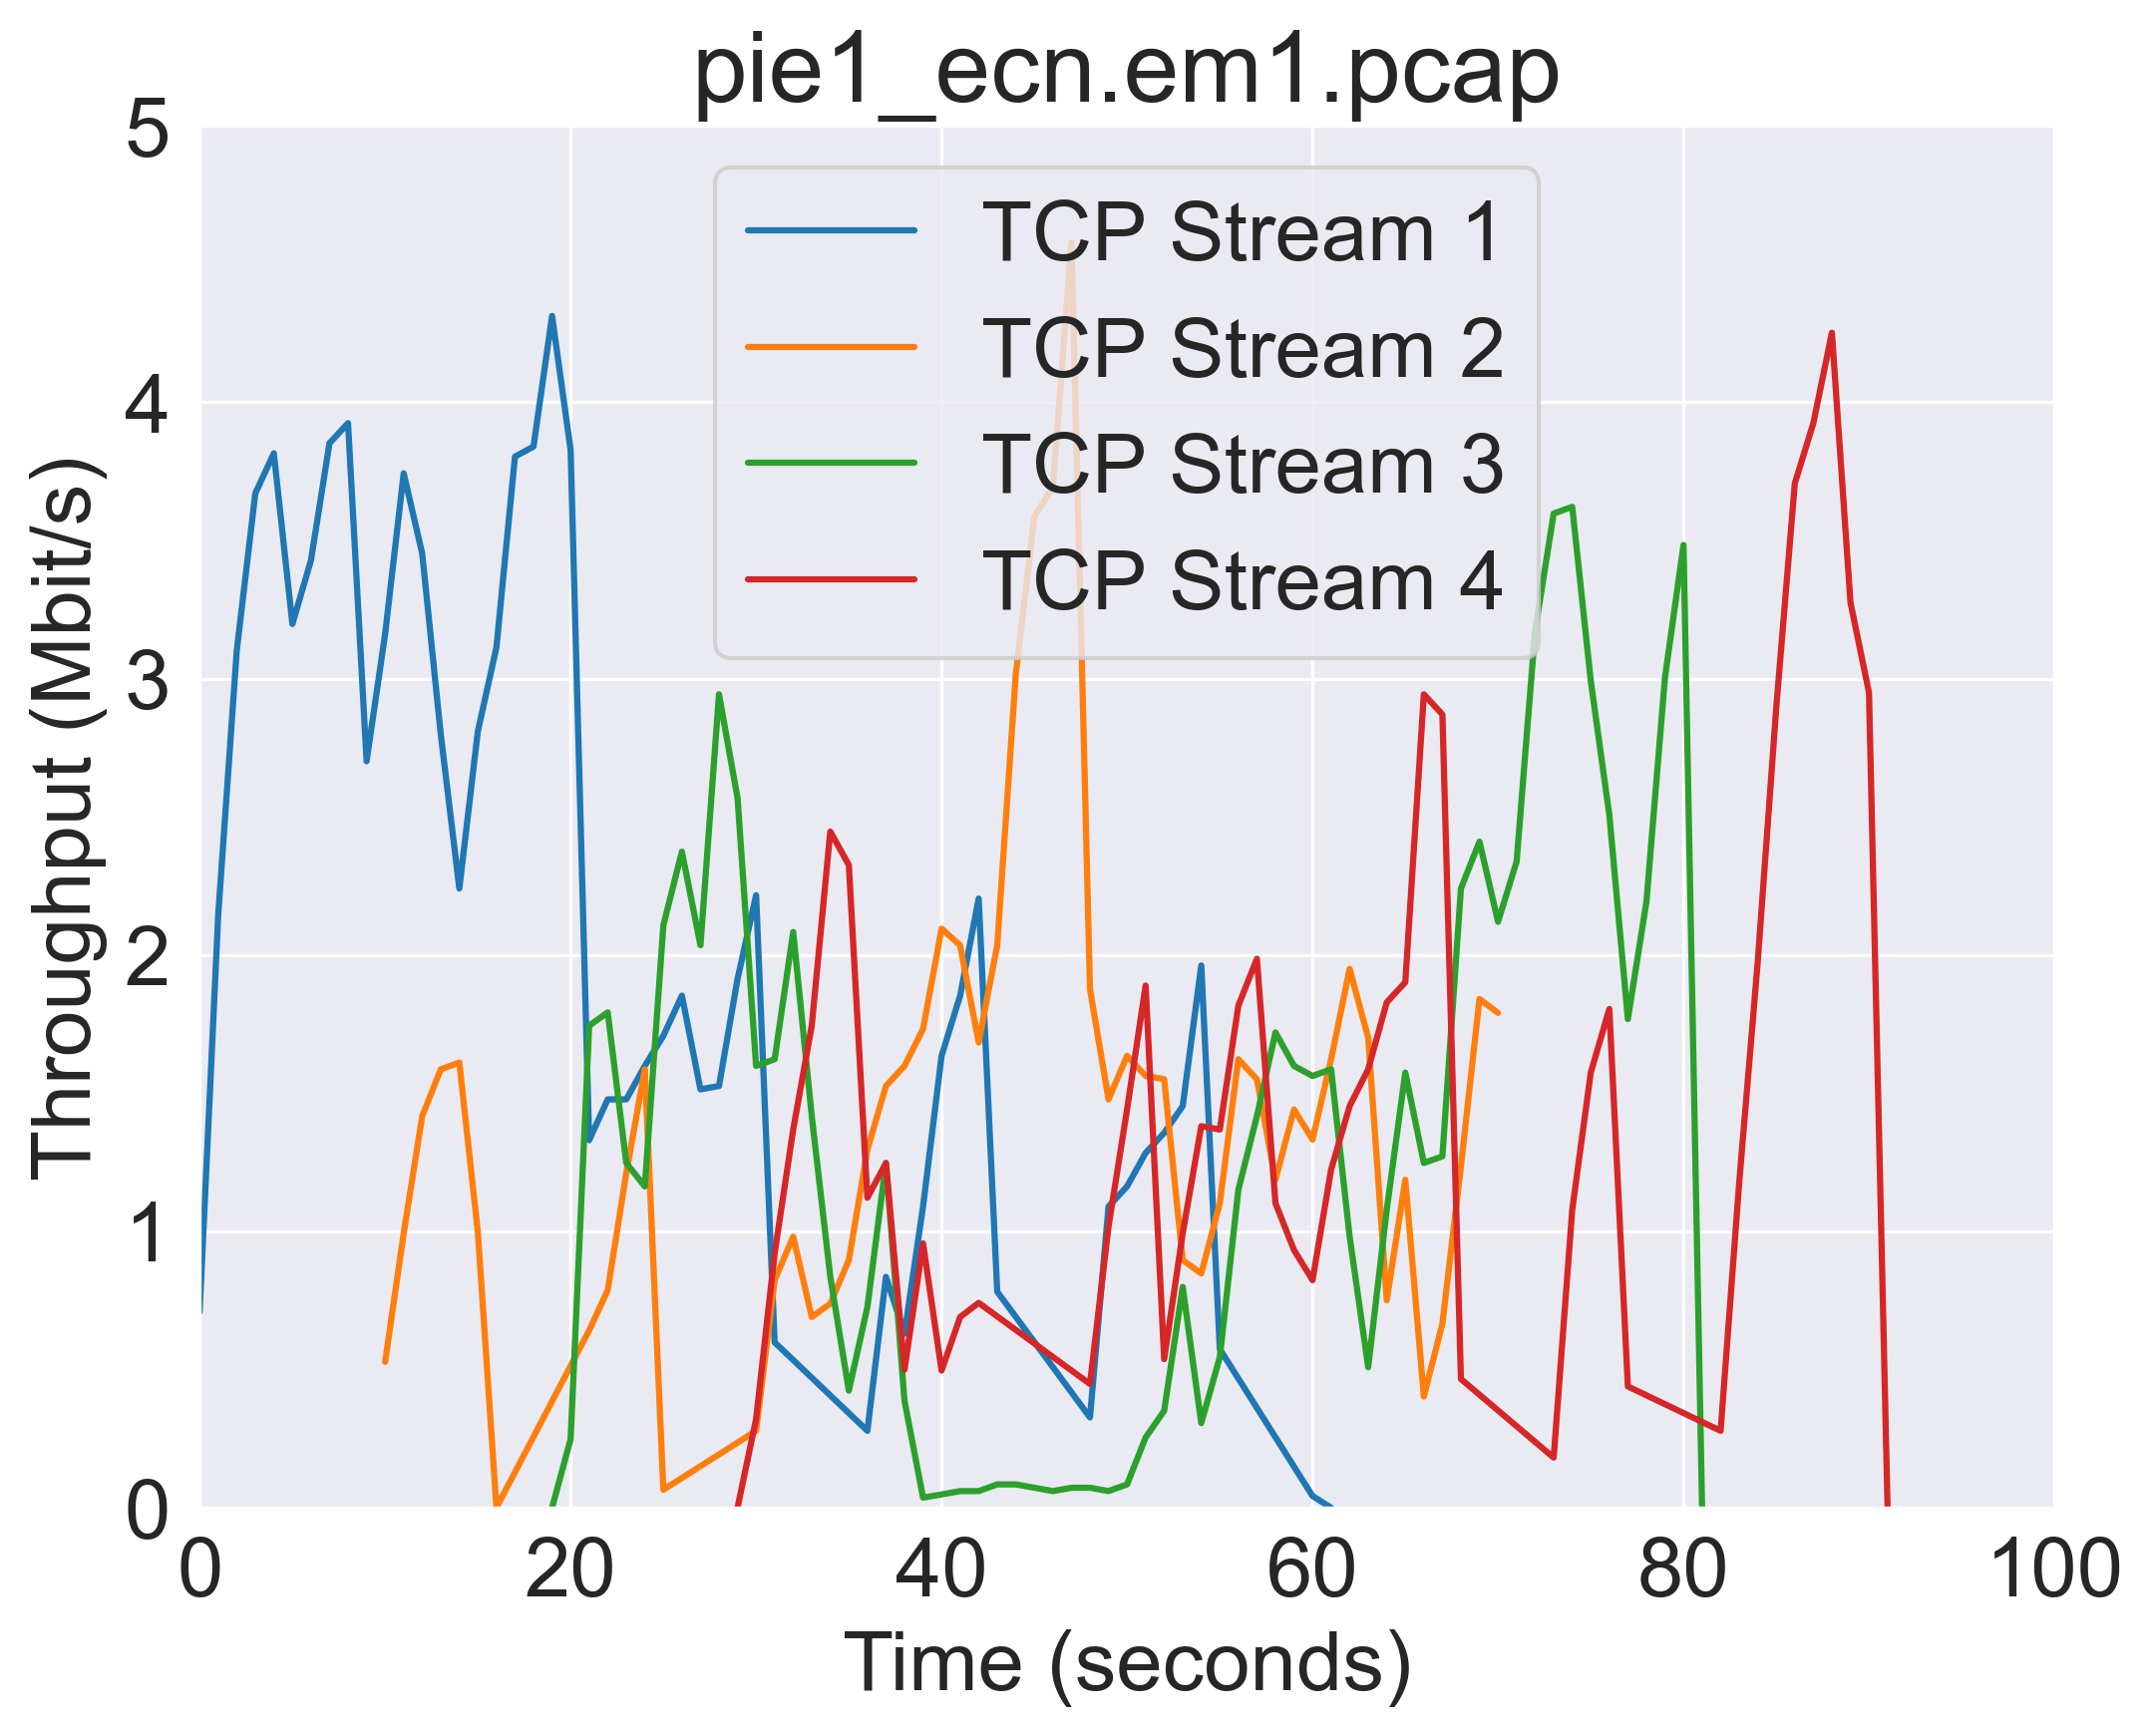 pie1_ecn.em1.pcap
Throughput (Mbit/s)
5
4
3
2
1
0
TCP Stream 1
TCP Stream 2
TCP Stream 3
TCP Stream 4
0 20 40 60 80 100
Time (seconds)